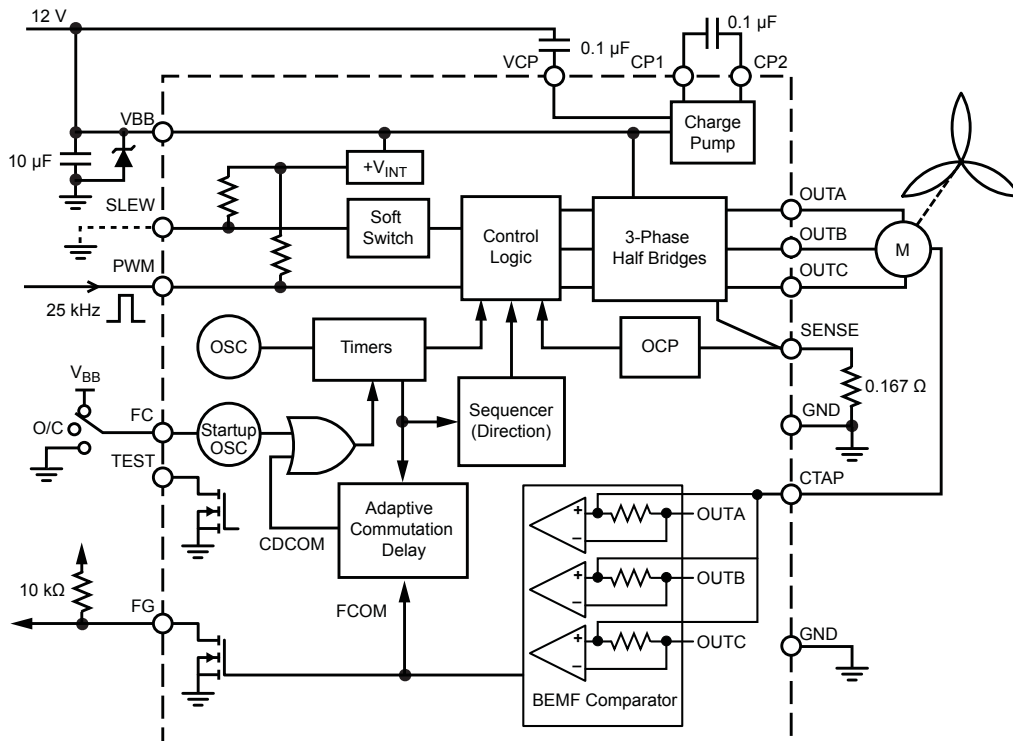 12 V
0.1 µF
0.1 µF
VCP
CP1
CP2
VBB
Charge
Pump
10 µF
+VINT
SLEW
Soft
Switch
Control
Logic
3-Phase
Half Bridges
OUTA
OUTB
OUTC
M
PWM
25 kHz
OSC
Timers
OCP
SENSE
0.167 Ω
VBB
O/C
FC
Startup
OSC
Sequencer
(Direction)
GND
TEST
CTAP
CDCOM
Adaptive
Commutation
Delay
+
–
OUTA
+
–
OUTB
+
–
OUTC
BEMF Comparator
10 kΩ
FG
FCOM
GND